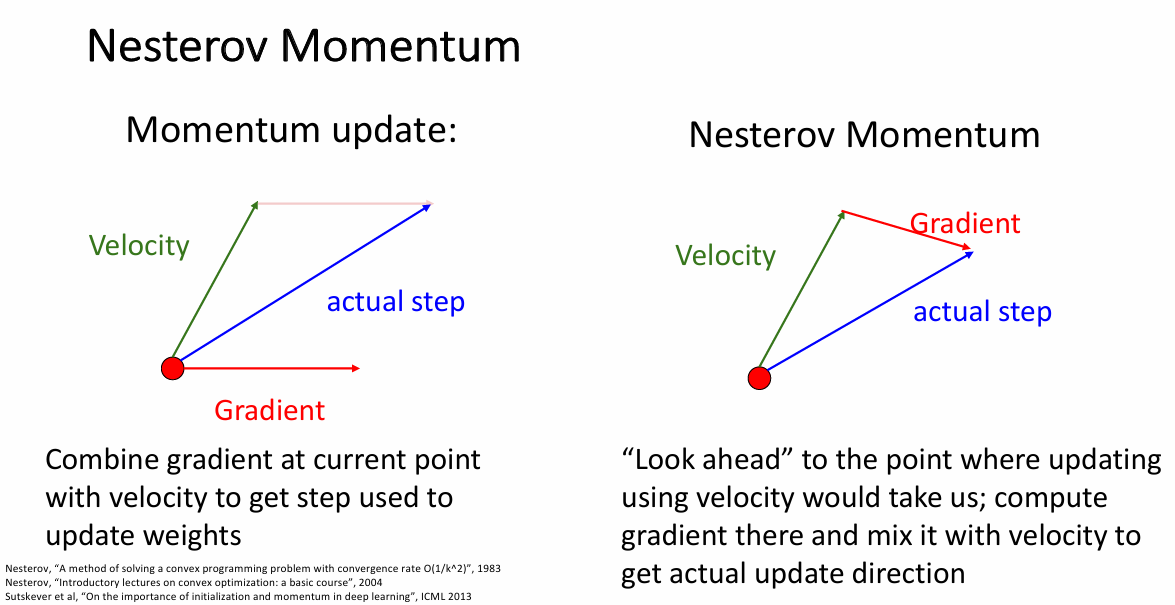 Nesterov Momentum
Momentum update:
Velocity
actual step
Gradient
Combine gradient at current point
with velocity to get step used to
update weights
Nesterov Momentum
Gradient
Velocity
actual step
“Look ahead” to the point where updating
using velocity would take us; compute
gradient there and mix it with velocity to
get actual update direction
Nesterov, “A method of solving a convex programming problem with convergence rate O(1/k^2)”, 1983
Nesterov, “Introductory lectures on convex optimization: a basic course”, 2004
Sutskever et al, “On the importance of initialization and momentum in deep learning”, ICML 2013